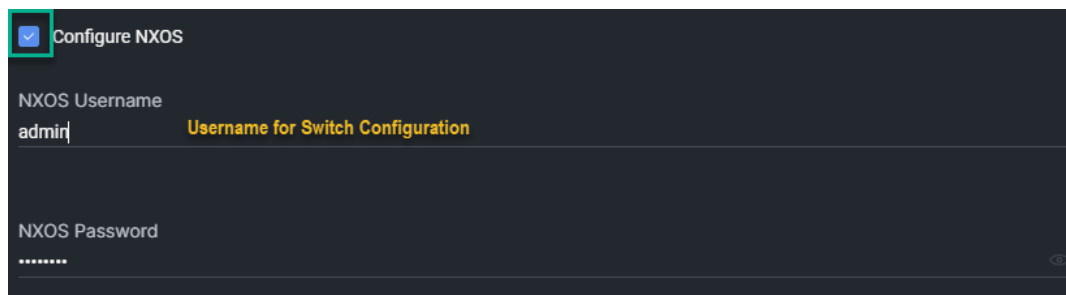 Configure NXOS
NXOS Username
admin Username for Switch Configuration
NXOS Password
••••••••